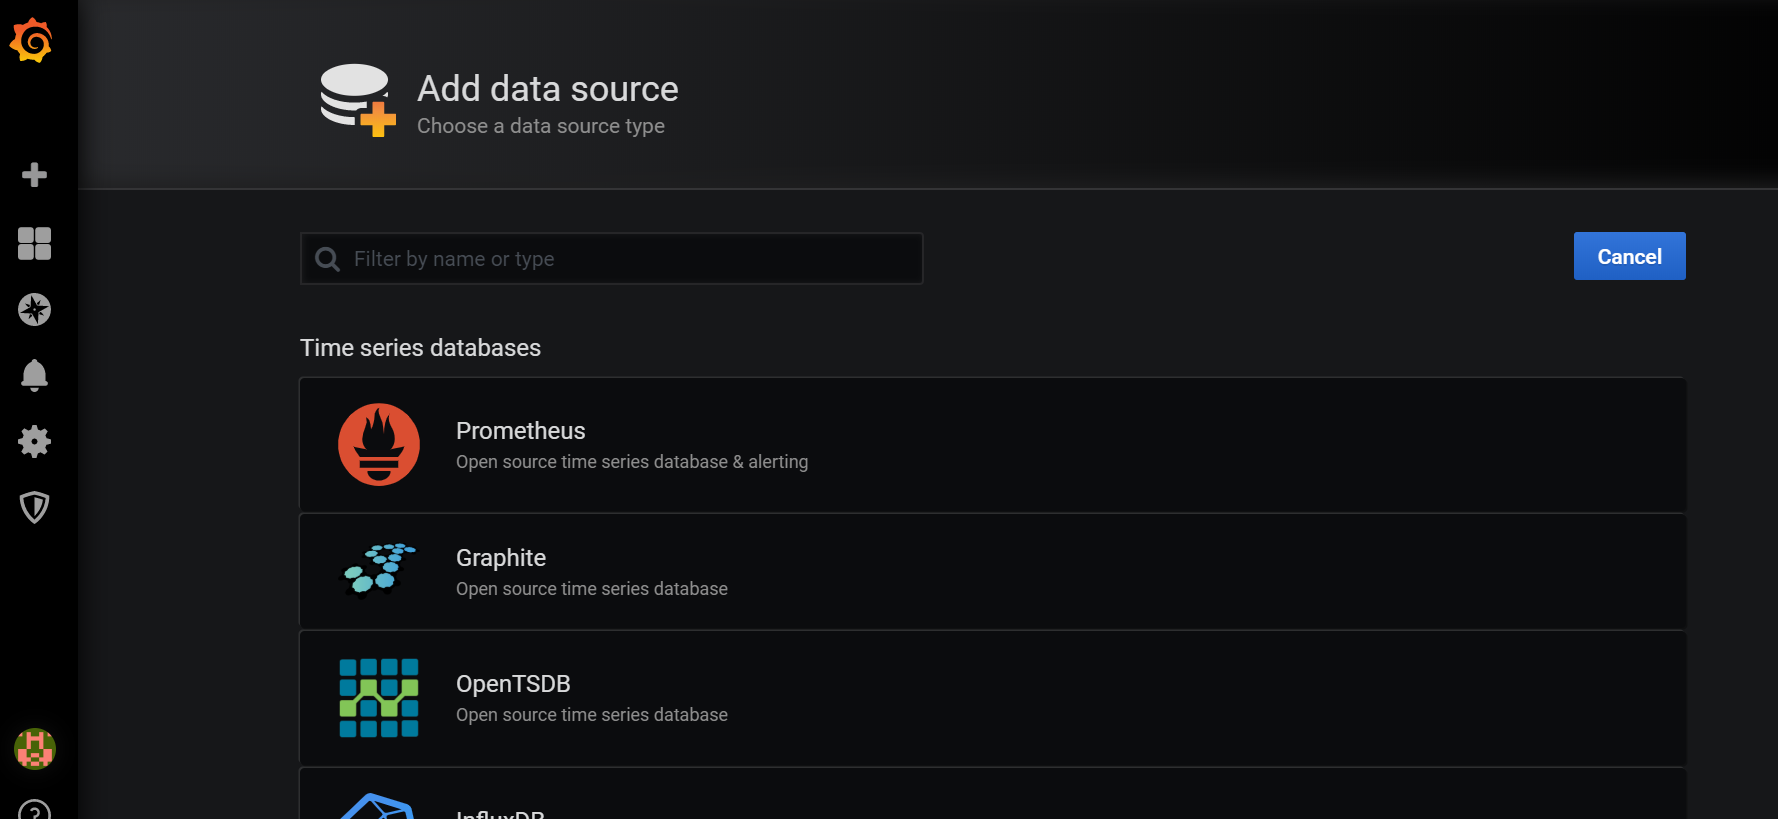 Add data source
Choose a data source type
Filter by name or type
Cancel
Time series databases
Prometheus
Open source time series database & alerting
Graphite
Open source time series database
OpenTSDB
Open source time series database
InfluxDB